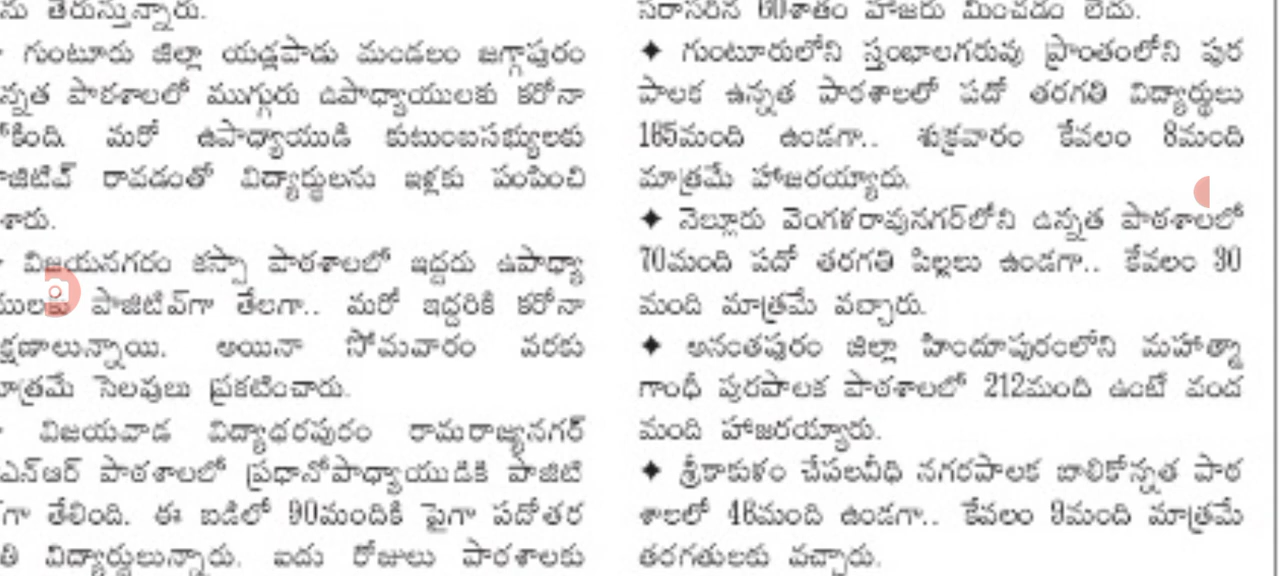 ను తెరుస్తున్నారు.
గుంటూరు జిల్లా యడ్లపాడు మండలం జగ్గాపురం
న్నత పాఠశాలలో ముగ్గురు ఉపాధ్యాయులకు కరోనా
ోకింది. మరో ఉపాధ్యాయుడి కుటుంబసభ్యులకు
ాజిటివ్ రావడంతో విద్యార్థులను ఇళ్లకు పంపించి
శారు.
విజయనగరం కస్పా పాఠశాలలో ఇద్దరు ఉపాధ్యా
ములకు పాజిటివ్‌గా తేలగా.. మరో ఇద్దరికి కరోనా
క్షణాలున్నాయి. అయినా సోమవారం వరకు
ాత్రమే సెలవులు ప్రకటించారు.
విజయవాడ విద్యాధరపురం రామరాజ్యనగర్
ఎన్ఆర్ పాఠశాలలో ప్రధానోపాధ్యాయుడికి పాజిటి
గా తేలింది. ఈ బడిలో 90మందికి పైగా పదోతర
తి విద్యార్థులున్నారు. ఐదు రోజులు పాఠశాలకు
సరాసరిన 60శాతం హాజరు మించడం లేదు.
✦ గుంటూరులోని స్తంభాలగరువు ప్రాంతంలోని పుర
పాలక ఉన్నత పాఠశాలలో పదో తరగతి విద్యార్థులు
165మంది ఉండగా.. శుక్రవారం కేవలం 8మంది
మాత్రమే హాజరయ్యారు.
✦ నెల్లూరు వెంగళరావునగర్‌లోని ఉన్నత పాఠశాలలో
70మంది పదో తరగతి పిల్లలు ఉండగా.. కేవలం 30
మంది మాత్రమే వచ్చారు.
✦ అనంతపురం జిల్లా హిందూపురంలోని మహాత్మా
గాంధీ పురపాలక పాఠశాలలో 212మంది ఉంటే వంద
మంది హాజరయ్యారు.
✦ శ్రీకాకుళం చేపలవీధి నగరపాలక బాలికోన్నత పాఠ
శాలలో 46మంది ఉండగా.. కేవలం 9మంది మాత్రమే
తరగతులకు వచ్చారు.